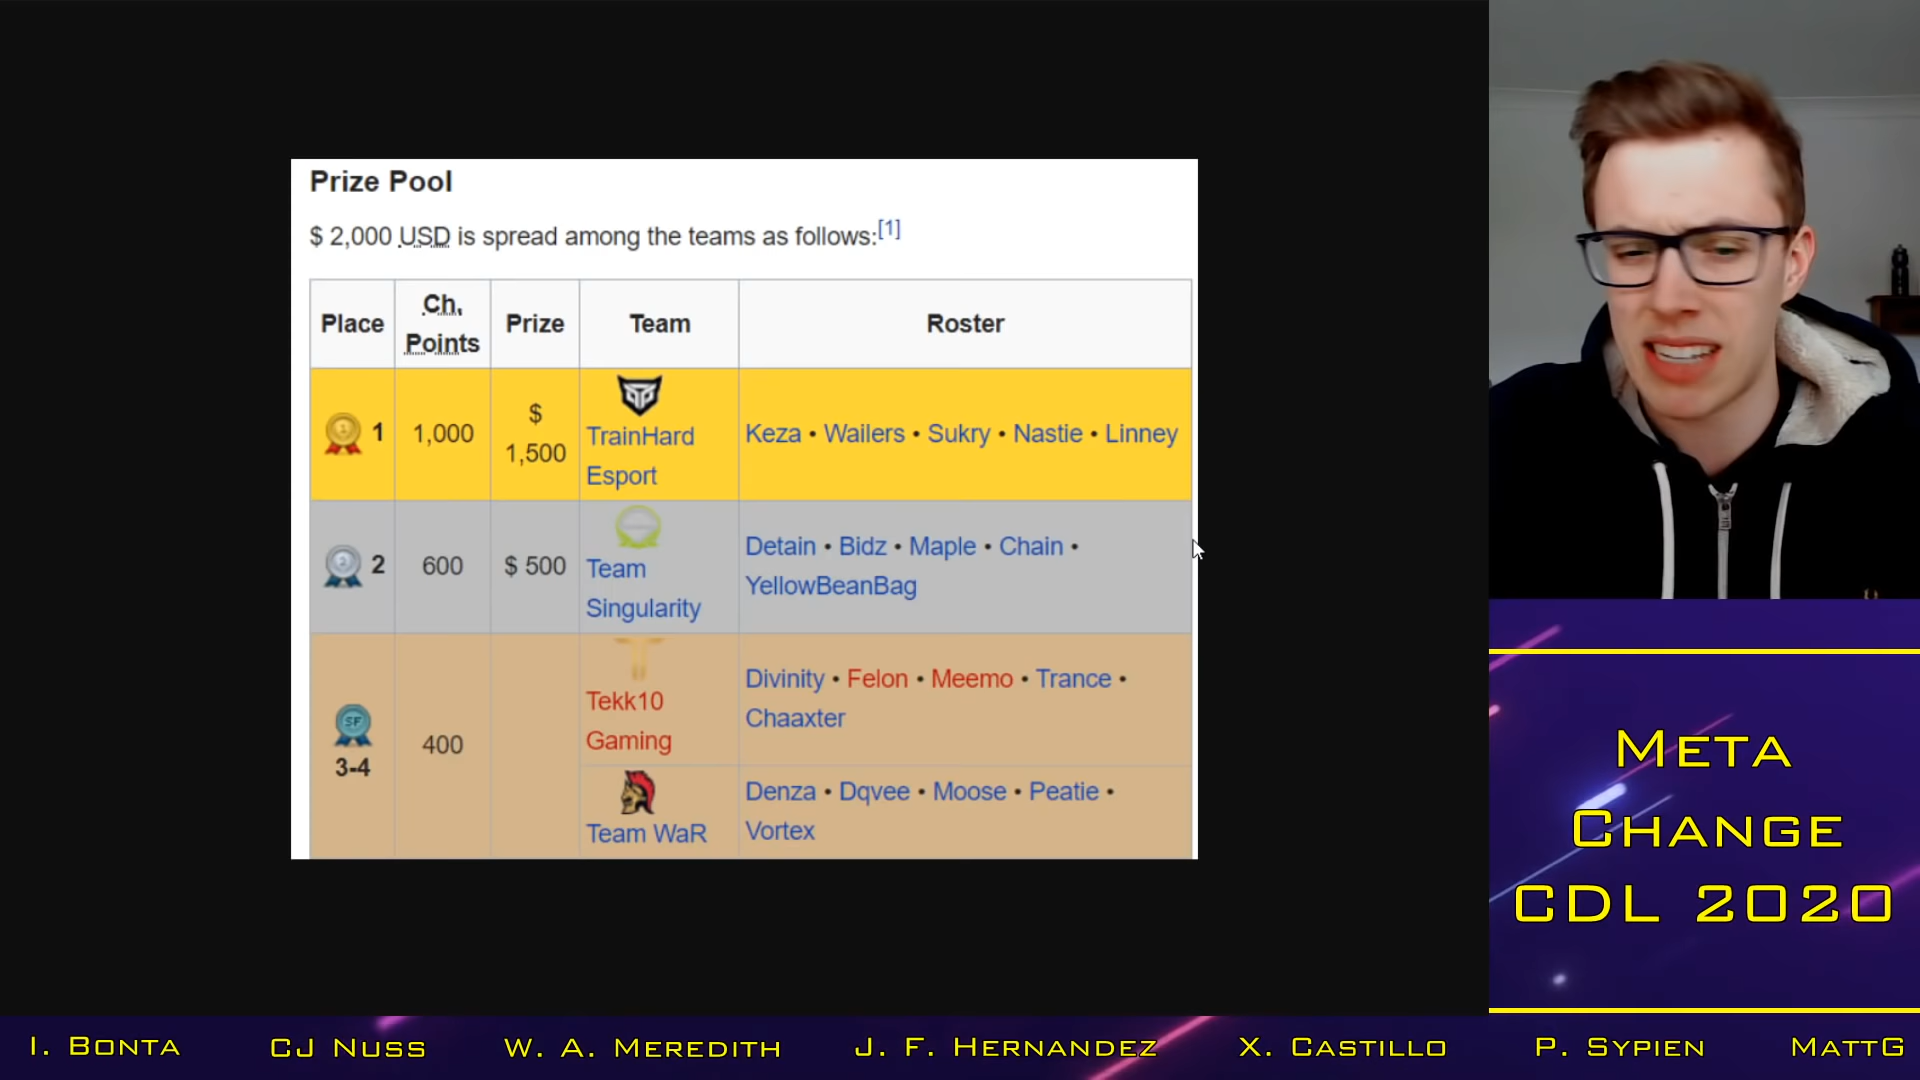 Prize Pool
$ 2,000 USD is spread among the teams as follows:[1]
Place
Ch.
Points
Prize
Team
Roster
1
1,000
$
1,500
TrainHard
Esport
Keza • Wailers • Sukry • Nastie • Linney
2
600
$ 500
Team
Singularity
Detain • Bidz • Maple • Chain •
YellowBeanBag
SF
3-4
400
Tekk10
Gaming
Divinity • Felon • Meemo • Trance •
Chaaxter
Team WaR
Denza • Dqvee • Moose • Peatie •
Vortex
META
CHANGE
CDL 2020
I. BONTA
CJ NUSS
W. A. MEREDITH
J. F. HERNANDEZ
X. CASTILLO
P. SYPIEN
MATTG